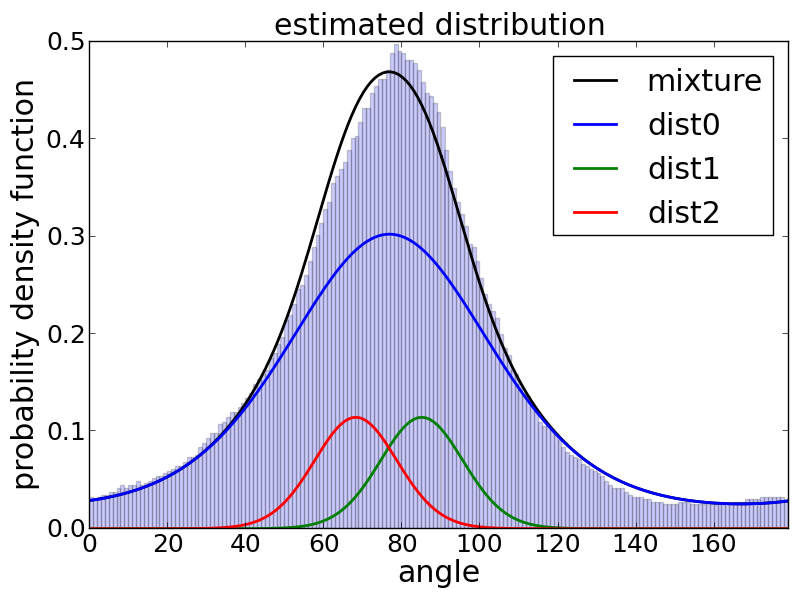 estimated distribution
probability density function
0.5
0.4
0.3
0.2
0.1
0.0
mixture
dist0
dist1
dist2
0 20 40 60 80 100 120 140 160
angle